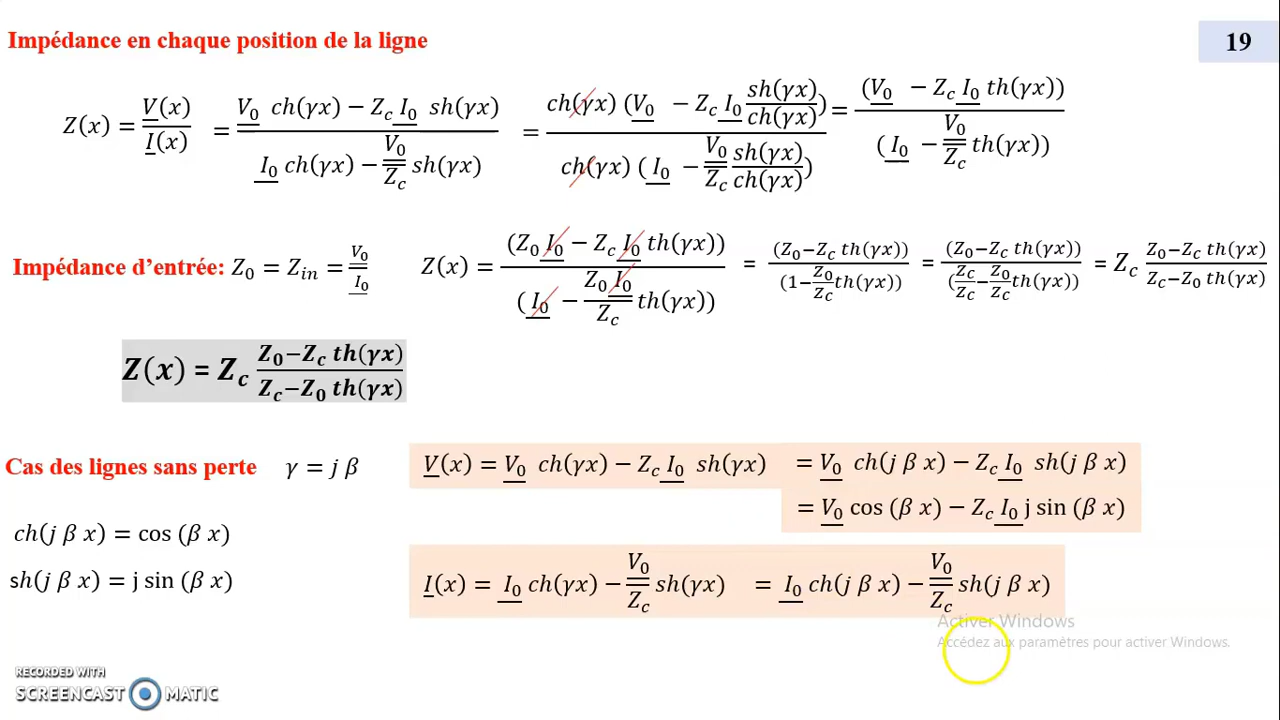 Impédance en chaque position de la ligne
19
Z(x) = V(x)/I(x) = (V0 ch(γx) − Zc I0 sh(γx))/(I0 ch(γx) − V0/Zc sh(γx)) = (ch(γx) (V0 − Zc I0 sh(γx)/ch(γx)))/(ch(γx) (I0 − V0/Zc sh(γx)/ch(γx))) = (V0 − Zc I0 th(γx))/(I0 − V0/Zc th(γx))
Impédance d’entrée: Z0 = Zin = V0/I0 Z(x) = (Z0 I0 − Zc I0 th(γx))/(I0 − Z0 I0/Zc th(γx)) = (Z0−Zc th(γx))/(1−Z0/Zc th(γx)) = (Z0−Zc th(γx))/(Zc/Zc−Z0/Zc th(γx)) = Zc (Z0−Zc th(γx))/(Zc−Z0 th(γx))
Z(x) = Zc (Z0−Zc th(γx))/(Zc−Z0 th(γx))
Cas des lignes sans perte γ = j β V(x) = V0 ch(γx) − Zc I0 sh(γx) = V0 ch(j β x) − Zc I0 sh(j β x)
= V0 cos (β x) − Zc I0 j sin (β x)
ch(j β x) = cos (β x)
sh(j β x) = j sin (β x)
I(x) = I0 ch(γx) − V0/Zc sh(γx) = I0 ch(j β x) − V0/Zc sh(j β x)
Activer Windows
Accédez aux paramètres pour activer Windows.
RECORDED WITH
SCREENCAST MATIC